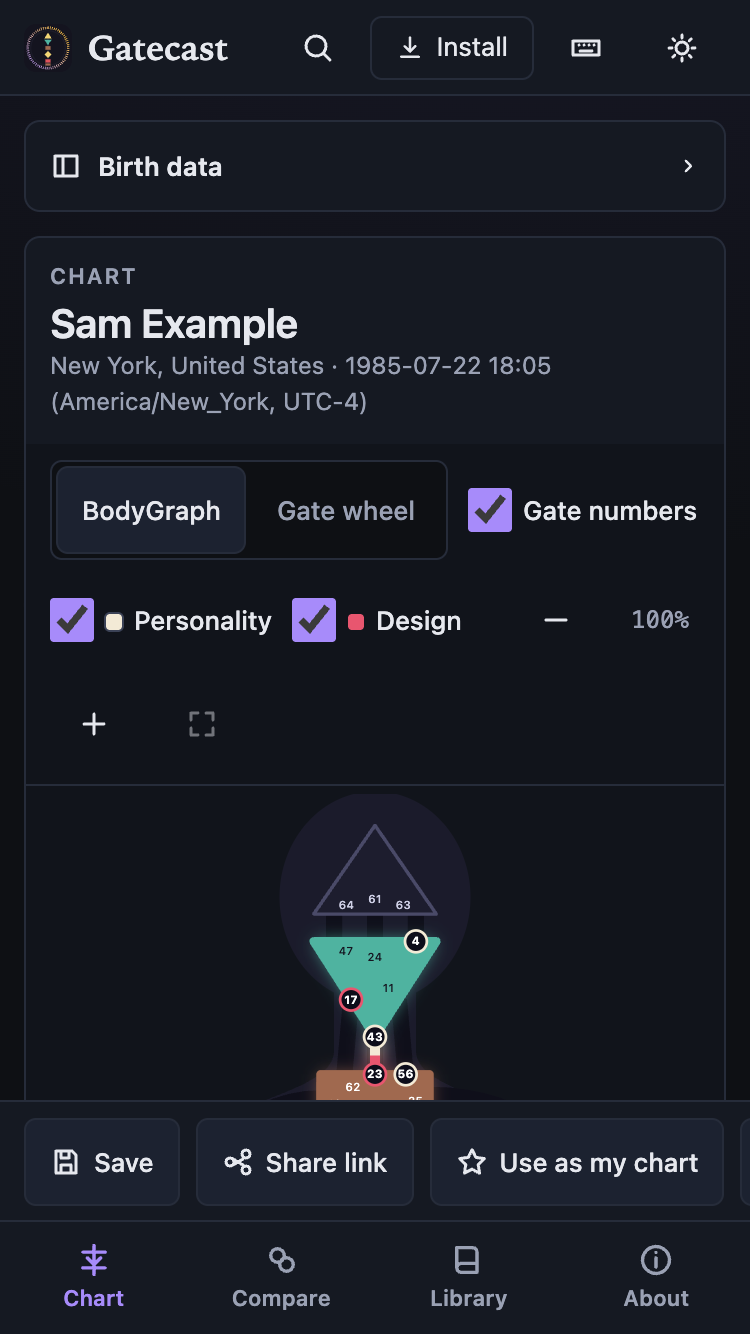 Gatecast
Install
Birth data
CHART
Sam Example
New York, United States · 1985-07-22 18:05
(America/New_York, UTC-4)
BodyGraph
Gate wheel
Gate numbers
Personality
Design
100%
64 61 63
47 24 4
11
17
43
23 56
62
Save
Share link
Use as my chart
Chart
Compare
Library
About